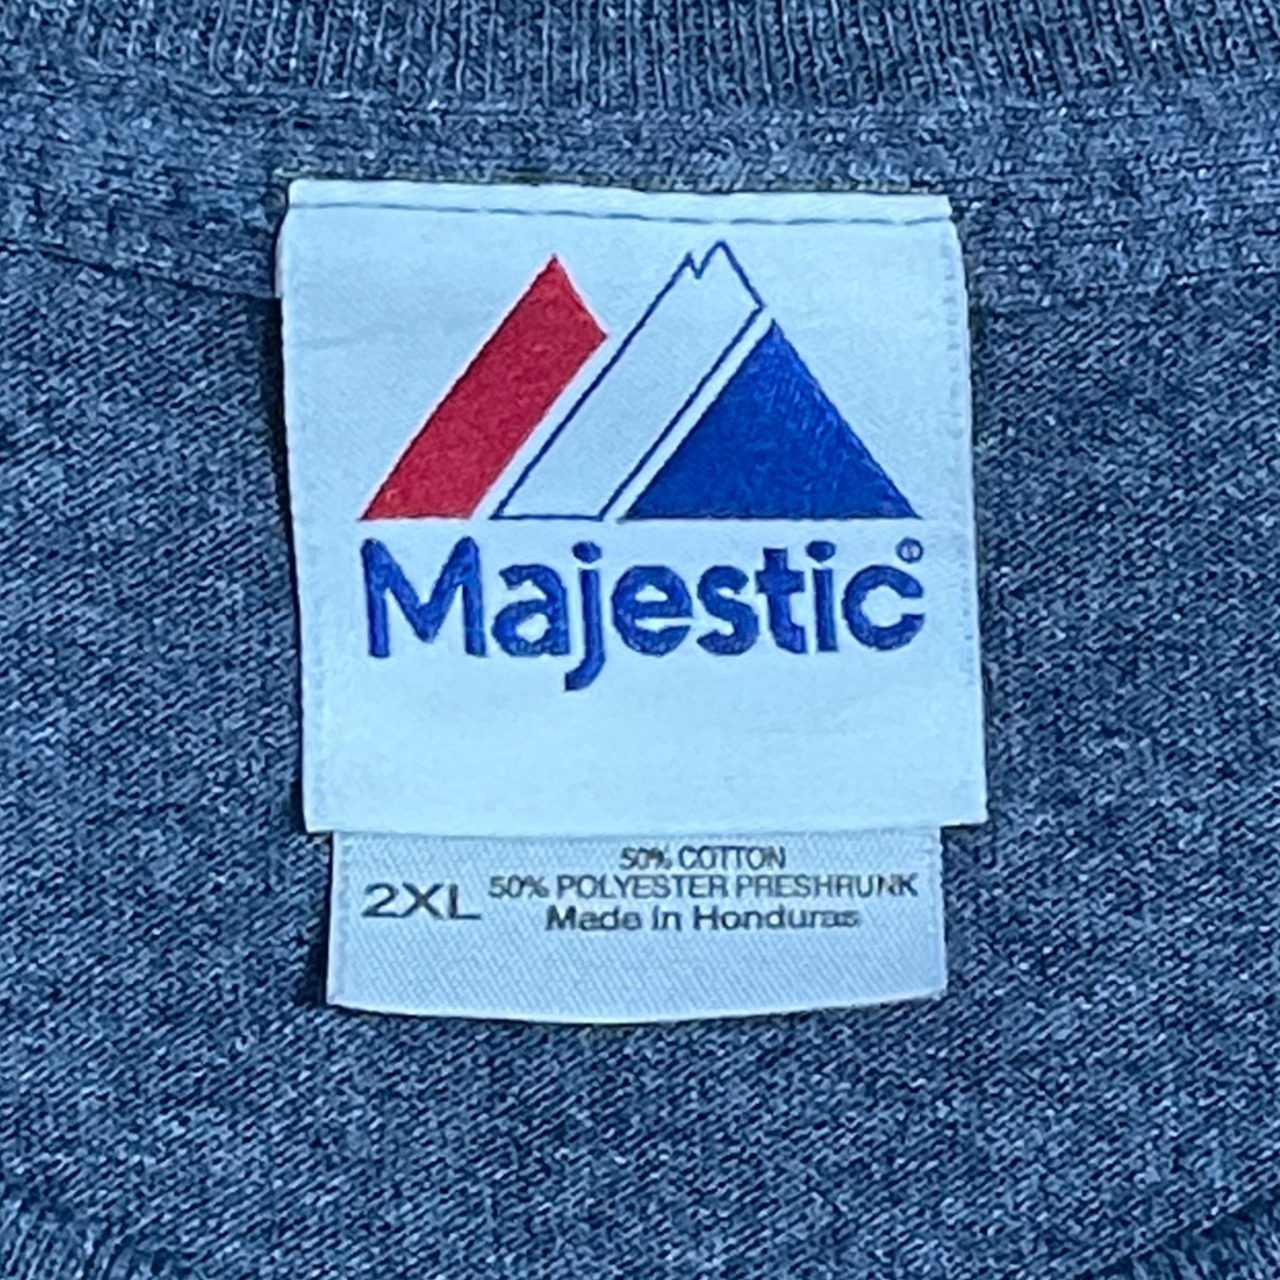 Majestic®
50% COTTON
2XL 50% POLYESTER PRESHRUNK
Made in Honduras